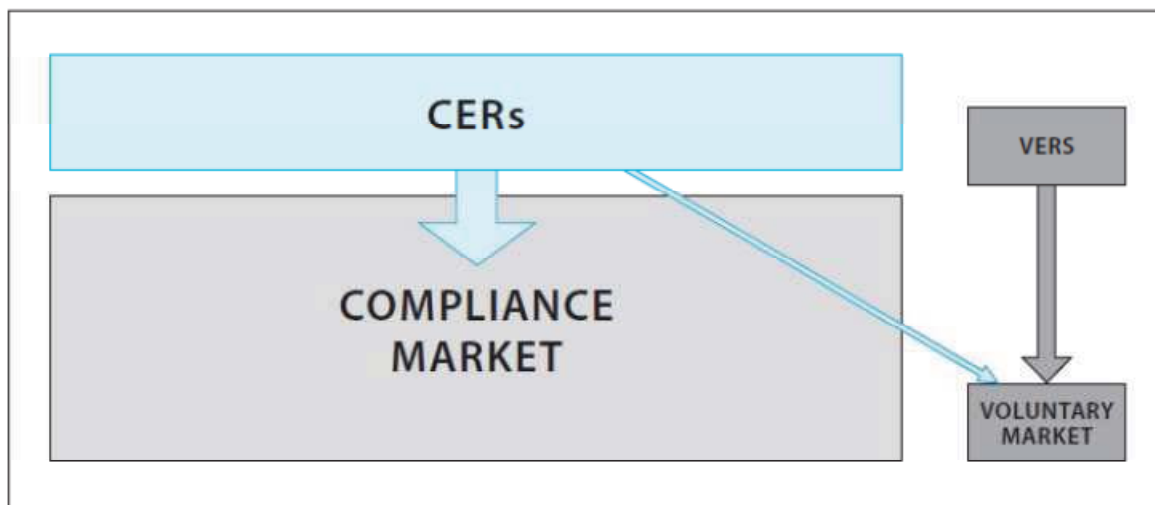 CERs
VERS
COMPLIANCE
MARKET
VOLUNTARY
MARKET